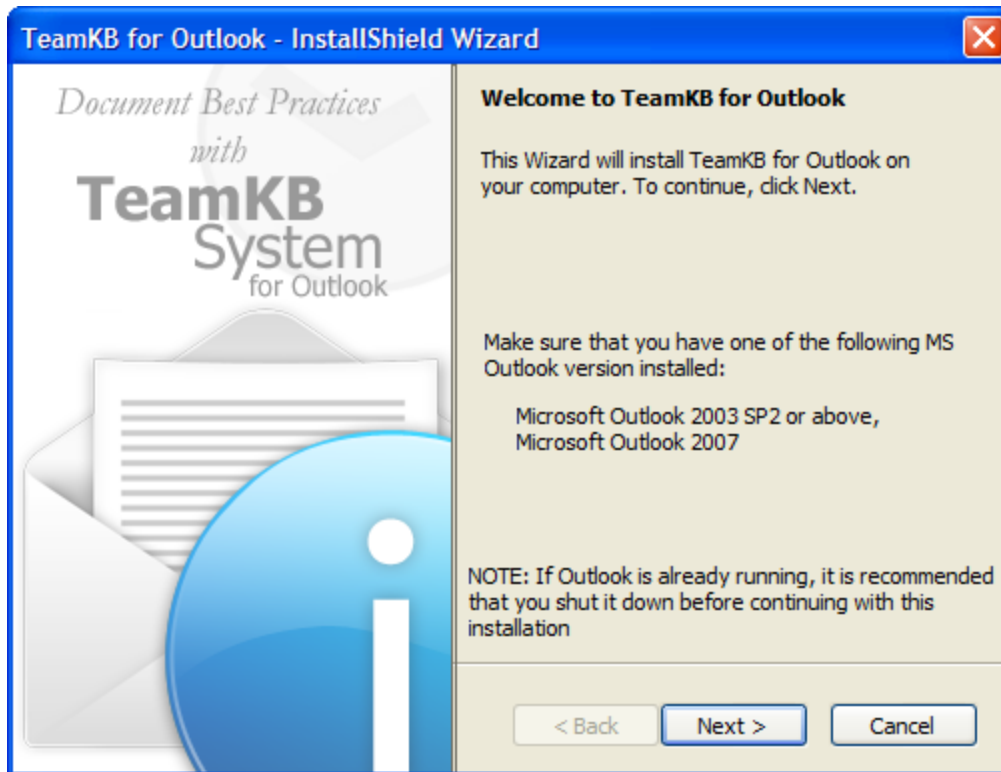 TeamKB for Outlook - InstallShield Wizard
Document Best Practices
with
TeamKB
System
for Outlook
Welcome to TeamKB for Outlook
This Wizard will install TeamKB for Outlook on
your computer. To continue, click Next.
Make sure that you have one of the following MS
Outlook version installed:
Microsoft Outlook 2003 SP2 or above,
Microsoft Outlook 2007
NOTE: If Outlook is already running, it is recommended
that you shut it down before continuing with this
installation
< Back
Next >
Cancel